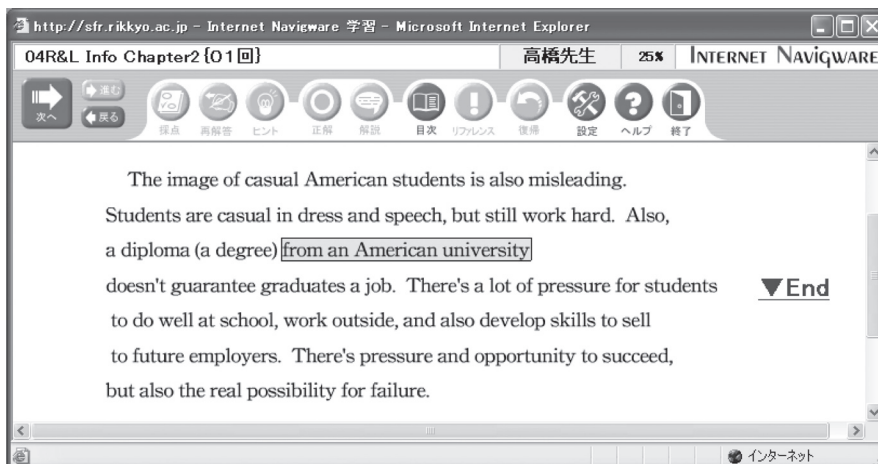 http://sfr.rikkyo.ac.jp - Internet Navigware 学習 - Microsoft Internet Explorer
04R&L Info Chapter2 {01回} 高橋先生 25% INTERNET NAVIGWARE
次へ 進む 戻る 採点 再解答 ヒント 正解 解説 目次 リファレンス 復帰 設定 ヘルプ 終了
The image of casual American students is also misleading.
Students are casual in dress and speech, but still work hard. Also,
a diploma (a degree) from an American university
doesn't guarantee graduates a job. There's a lot of pressure for students
▼End
to do well at school, work outside, and also develop skills to sell
to future employers. There's pressure and opportunity to succeed,
but also the real possibility for failure.
インターネット